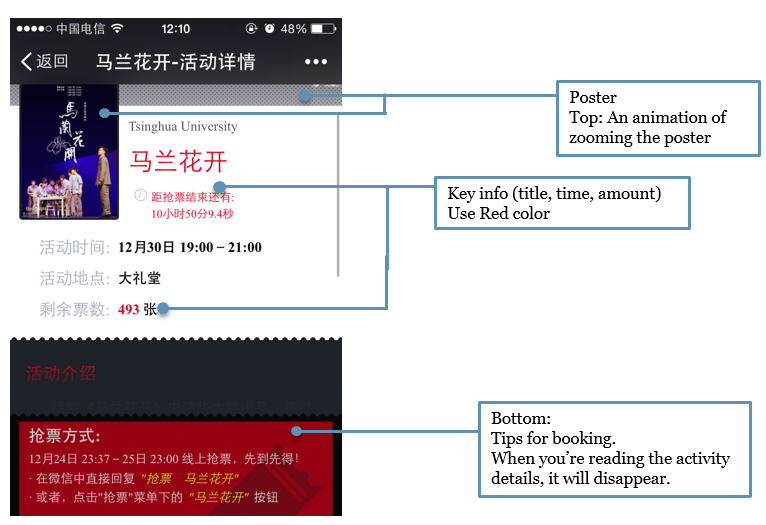 中国电信
12:10
48%
返回
马兰花开-活动详情
馬蘭花開
Tsinghua University
马兰花开
距抢票结束还有:
10小时50分9.4秒
活动时间: 12月30日 19:00 – 21:00
活动地点: 大礼堂
剩余票数: 493 张
活动介绍
抢票方式:
12月24日 23:37 – 25日 23:00 线上抢票，先到先得!
· 在微信中直接回复 "抢票 马兰花开"
· 或者，点击"抢票"菜单下的 "马兰花开" 按钮
Poster
Top: An animation of
zooming the poster
Key info (title, time, amount)
Use Red color
Bottom:
Tips for booking.
When you’re reading the activity
details, it will disappear.